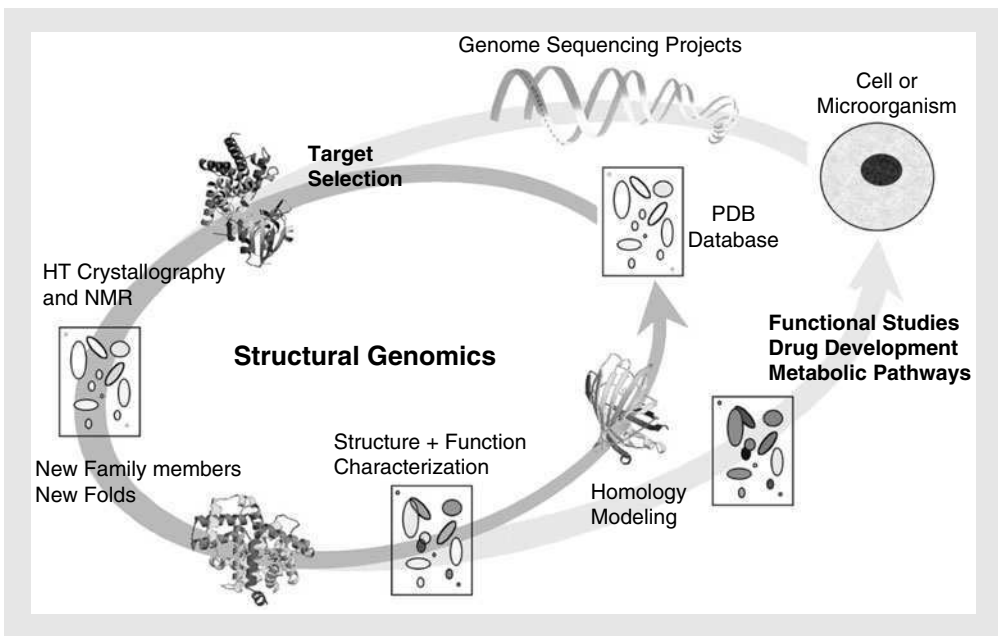 Genome Sequencing Projects
Cell or
Microorganism
Target
Selection
PDB
Database
HT Crystallography
and NMR
Structural Genomics
Functional Studies
Drug Development
Metabolic Pathways
Structure + Function
Characterization
New Family members
New Folds
Homology
Modeling